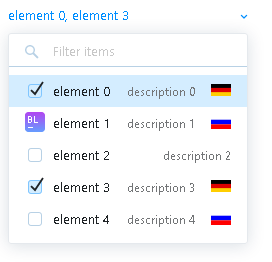 element 0, element 3
Filter items
element 0 description 0
BL element 1 description 1
element 2 description 2
element 3 description 3
element 4 description 4